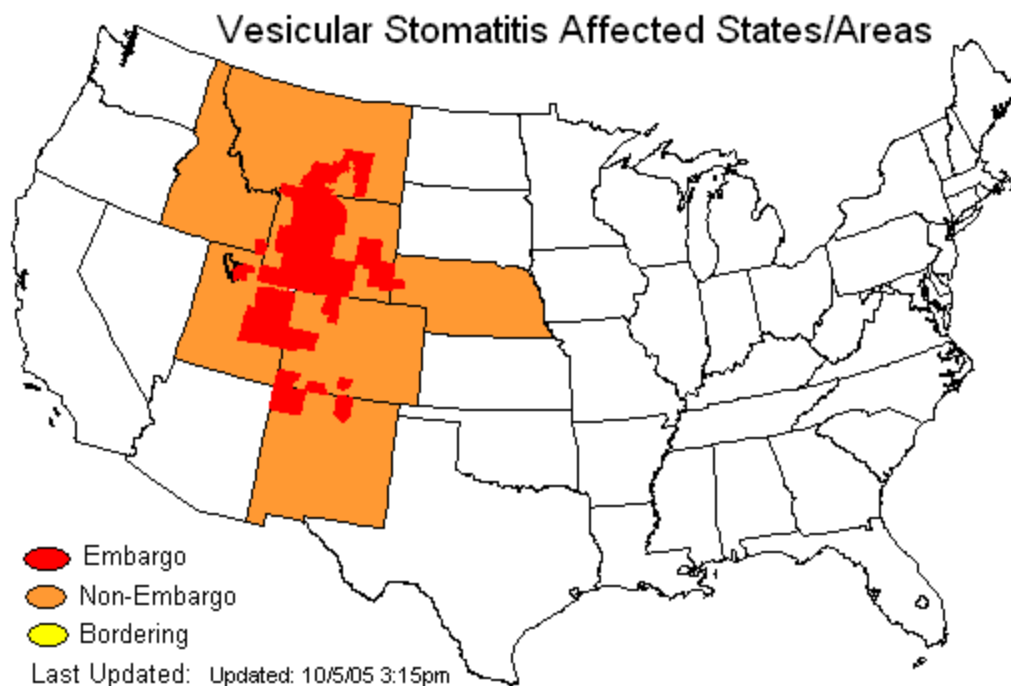 Vesicular Stomatitis Affected States/Areas
Embargo
Non-Embargo
Bordering
Last Updated: Updated: 10/5/05 3:15pm